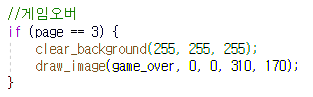 //게임오버
if (page == 3) {
    clear_background(255, 255, 255);
    draw_image(game_over, 0, 0, 310, 170);
}